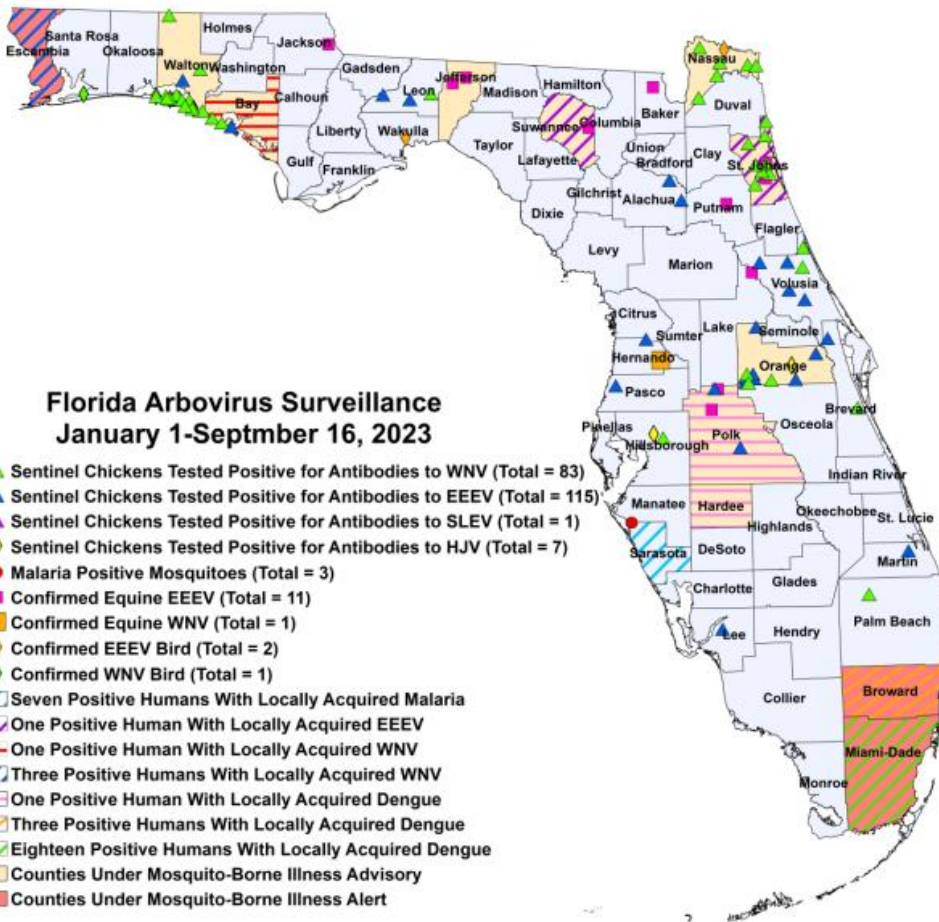 Holmes
Santa Rosa
Jackson
Escambia
Okaloosa
Walton
Washington
Gadsden
Jefferson
Hamilton
Nassau
Leon
Madison
Bay
Calhoun
Baker
Duval
Suwannee
Columbia
Liberty
Wakulla
Taylor
Union
Clay
St. Johns
Gulf
Lafayette
Bradford
Franklin
Gilchrist
Alachua
Putnam
Dixie
Flagler
Levy
Marion
Volusia
Citrus
Lake
Seminole
Sumter
Hernando
Orange
Pasco
Brevard
Osceola
Pinellas
Polk
Hillsborough
Indian River
Manatee
Hardee
Okeechobee
St. Lucie
Highlands
Sarasota
DeSoto
Martin
Charlotte
Glades
Palm Beach
Lee
Hendry
Broward
Collier
Miami-Dade
Monroe
Florida Arbovirus Surveillance
January 1-Septmber 16, 2023
Sentinel Chickens Tested Positive for Antibodies to WNV (Total = 83)
Sentinel Chickens Tested Positive for Antibodies to EEEV (Total = 115)
Sentinel Chickens Tested Positive for Antibodies to SLEV (Total = 1)
Sentinel Chickens Tested Positive for Antibodies to HJV (Total = 7)
Malaria Positive Mosquitoes (Total = 3)
Confirmed Equine EEEV (Total = 11)
Confirmed Equine WNV (Total = 1)
Confirmed EEEV Bird (Total = 2)
Confirmed WNV Bird (Total = 1)
Seven Positive Humans With Locally Acquired Malaria
One Positive Human With Locally Acquired EEEV
One Positive Human With Locally Acquired WNV
Three Positive Humans With Locally Acquired WNV
One Positive Human With Locally Acquired Dengue
Three Positive Humans With Locally Acquired Dengue
Eighteen Positive Humans With Locally Acquired Dengue
Counties Under Mosquito-Borne Illness Advisory
Counties Under Mosquito-Borne Illness Alert